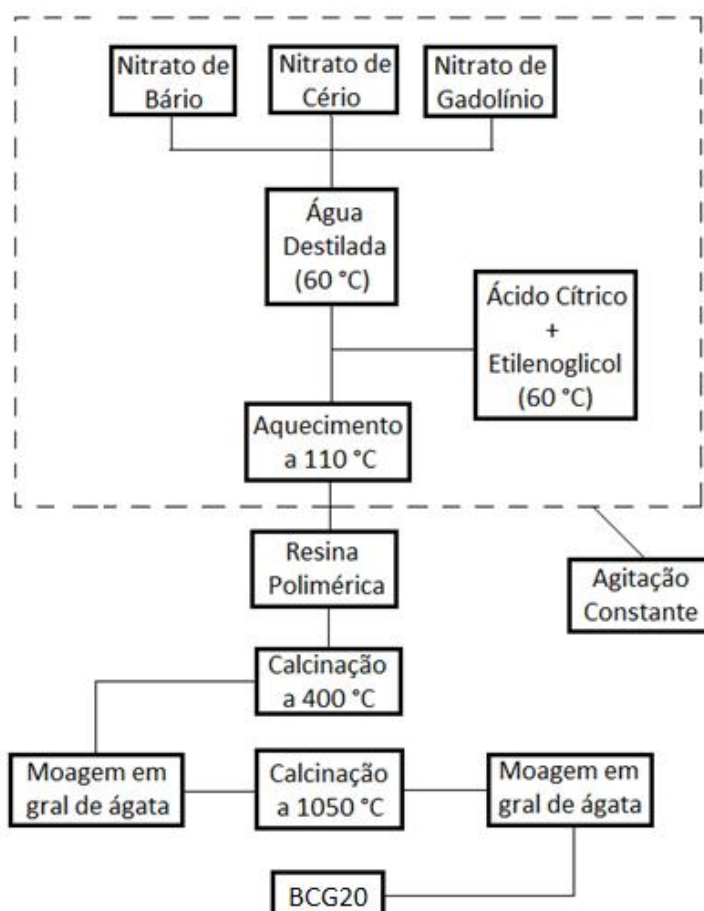 Nitrato de
Bário
Nitrato de
Cério
Nitrato de
Gadolínio
Água
Destilada
(60 °C)
Ácido Cítrico
+
Etilenoglicol
(60 °C)
Aquecimento
a 110 °C
Resina
Polimérica
Agitação
Constante
Calcinação
a 400 °C
Moagem em
gral de ágata
Calcinação
a 1050 °C
Moagem em
gral de ágata
BCG20